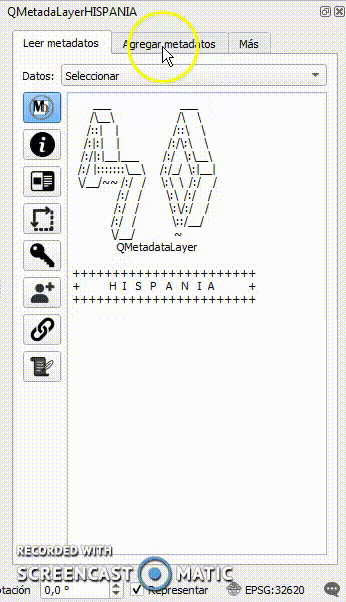 QMetadaLayerHISPANIA
Leer metadatos
Agregar metadatos
Más
Datos: Seleccionar
QMetadataLayer
++++++++++++++++++++++++
+ H I S P A N I A +
++++++++++++++++++++++++
RECORDED WITH
SCREENCAST MATIC
otación 0,0 ° Representar EPSG:32620